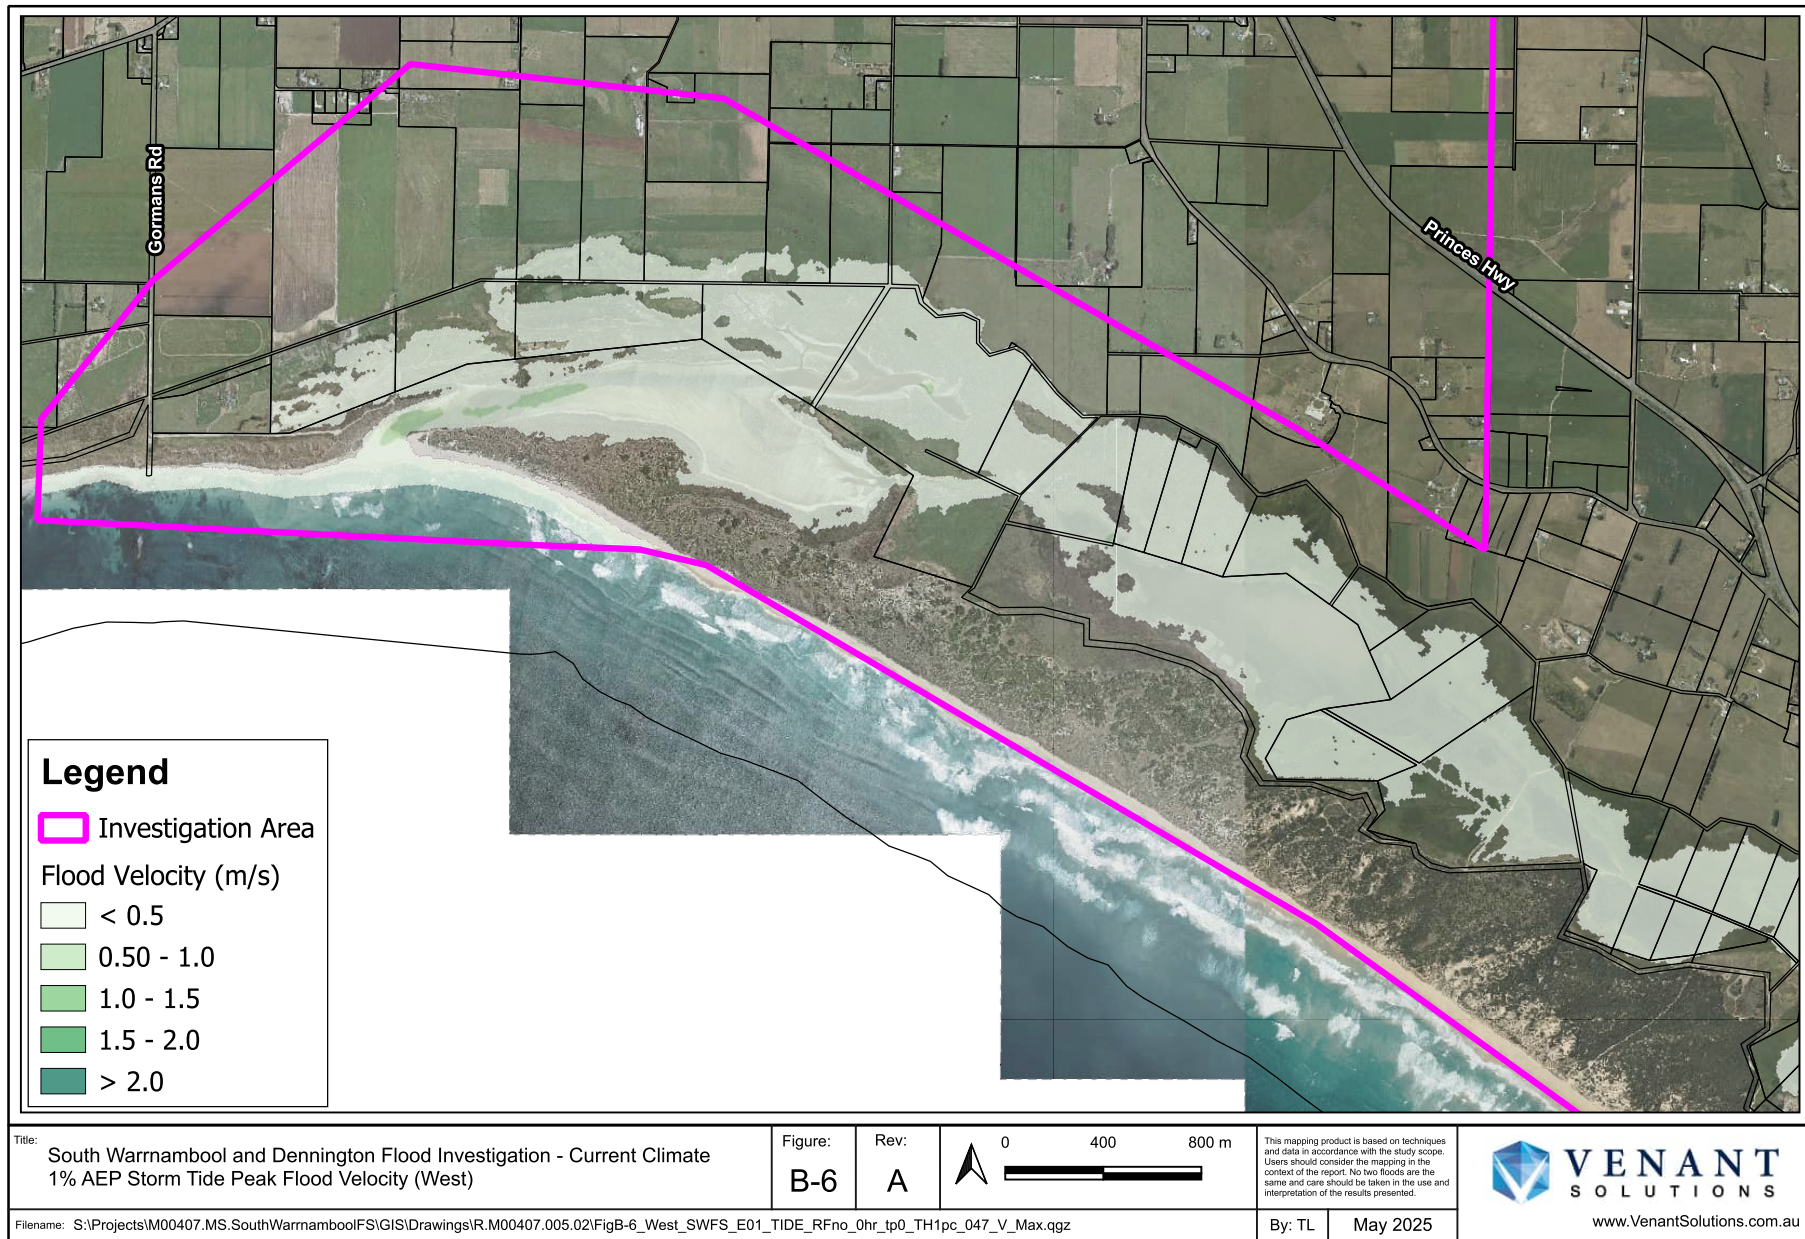 Gormans Rd
Princes Hwy
Legend
Investigation Area
Flood Velocity (m/s)
< 0.5
0.50 - 1.0
1.0 - 1.5
1.5 - 2.0
> 2.0
Title:
South Warrnambool and Dennington Flood Investigation - Current Climate
1% AEP Storm Tide Peak Flood Velocity (West)
Figure:
B-6
Rev:
A
0 400 800 m
This mapping product is based on techniques
and data in accordance with the study scope.
Users should consider the mapping in the
context of the report. No two floods are the
same and care should be taken in the use and
interpretation of the results presented.
VENANT
SOLUTIONS
www.VenantSolutions.com.au
Filename: S:\Projects\M00407.MS.SouthWarrnamboolFS\GIS\Drawings\R.M00407.005.02\FigB-6_West_SWFS_E01_TIDE_RFno_0hr_tp0_TH1pc_047_V_Max.qgz
By: TL
May 2025